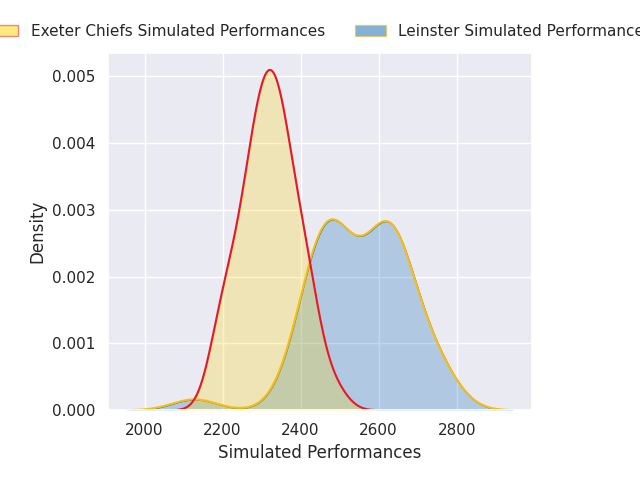 Exeter Chiefs Simulated Performances Leinster Simulated Performance
0.005
0.004
0.003
0.002
0.001
0.000
Density
2000 2200 2400 2600 2800
Simulated Performances